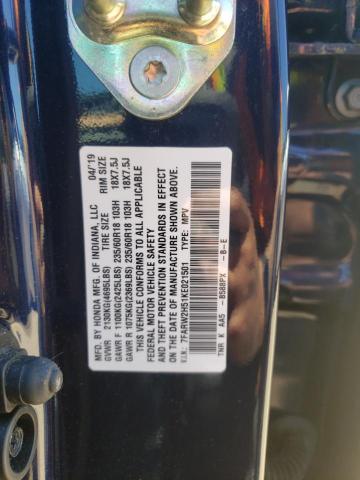 MFD. BY HONDA MFG. OF INDIANA, LLC 04/'19
TIRE SIZE RIM SIZE
GVWR 2130KG(4695LBS)
GAWR F 1100KG(2425LBS) 235/60R18 103H 18X7.5J
GAWR R 1075KG(2369LBS) 235/60R18 103H 18X7.5J
THIS VEHICLE CONFORMS TO ALL APPLICABLE
FEDERAL MOTOR VEHICLE SAFETY
AND THEFT PREVENTION STANDARDS IN EFFECT
ON THE DATE OF MANUFACTURE SHOWN ABOVE.
V.I.N.: 7FARW2H51KE021501 TYPE: MPV
TNR K AA5 -B588PX -B-E